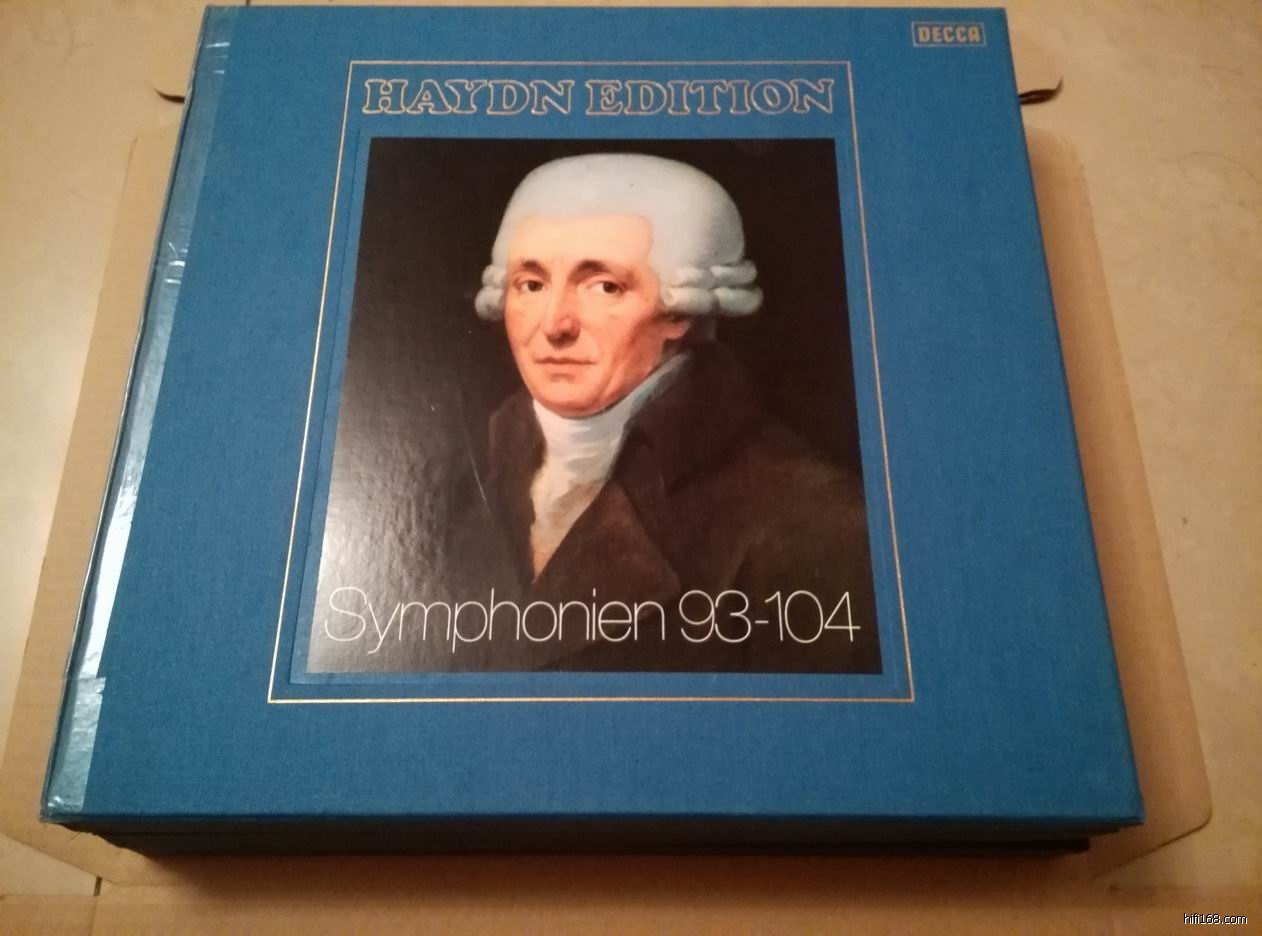 DECCA
HAYDN EDITION
Symphonien 93-104
hifi168.com